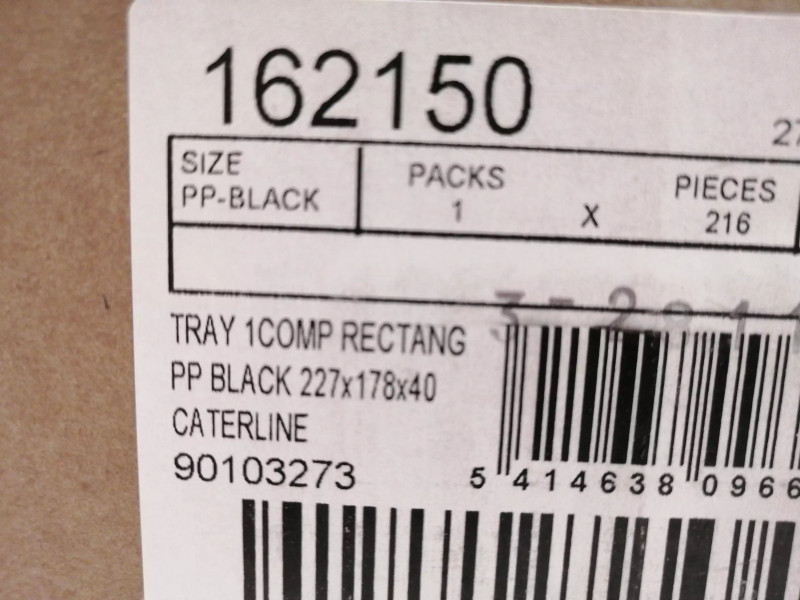 162150
27
SIZE
PP-BLACK
PACKS
1
X
PIECES
216
TRAY 1COMP RECTANG
PP BLACK 227x178x40
CATERLINE
90103273
5 414638 0966